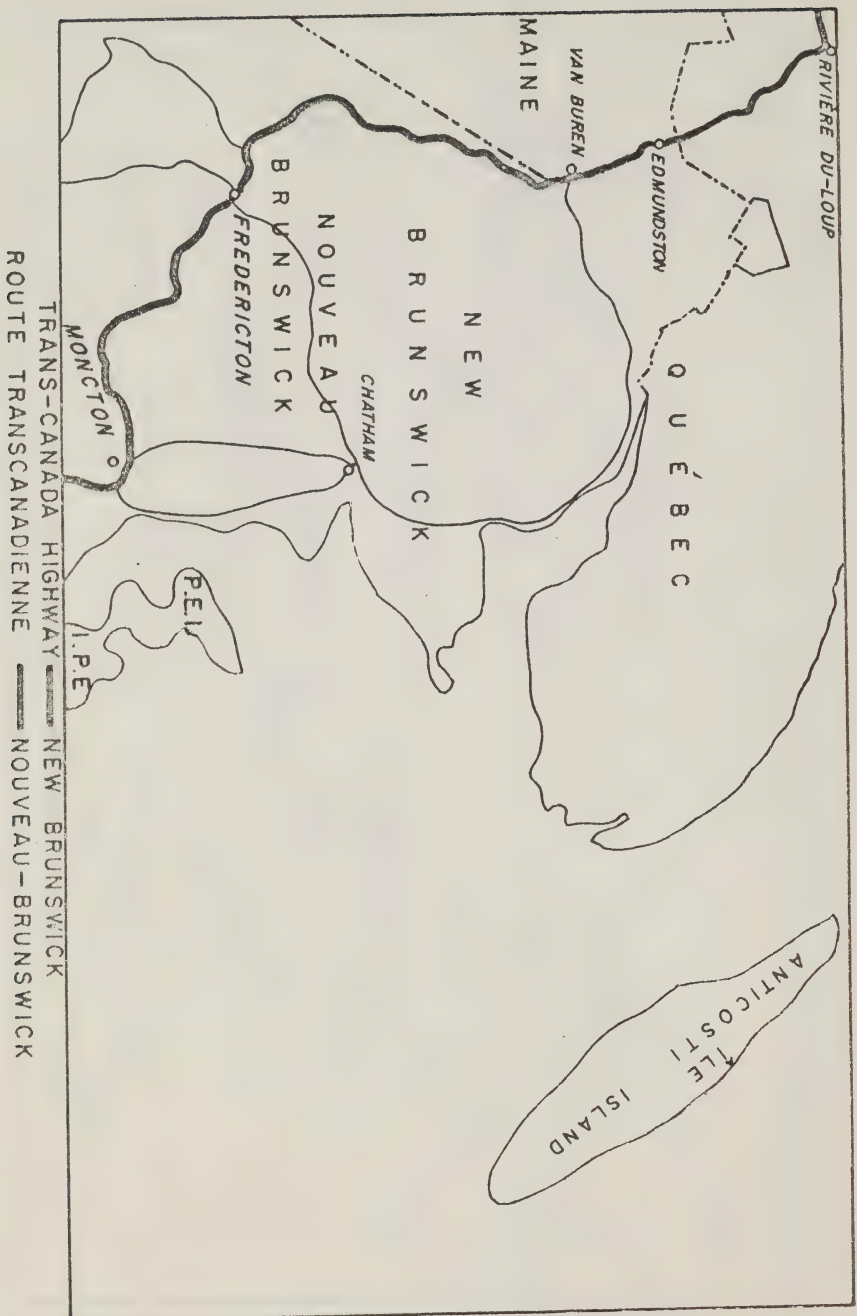 RIVIÈRE DU-LOUP
QUÉBEC
EDMUNDSTON
VAN BUREN
MAINE
ANTICOSTI
ÎLE
ISLAND
NEW
BRUNSWICK
CHATHAM
NOUVEAU
BRUNSWICK
FREDERICTON
MONCTON
P.E.I.
I.P.E
TRANS-CANADA HIGHWAY NEW BRUNSWICK
ROUTE TRANSCANADIENNE NOUVEAU-BRUNSWICK